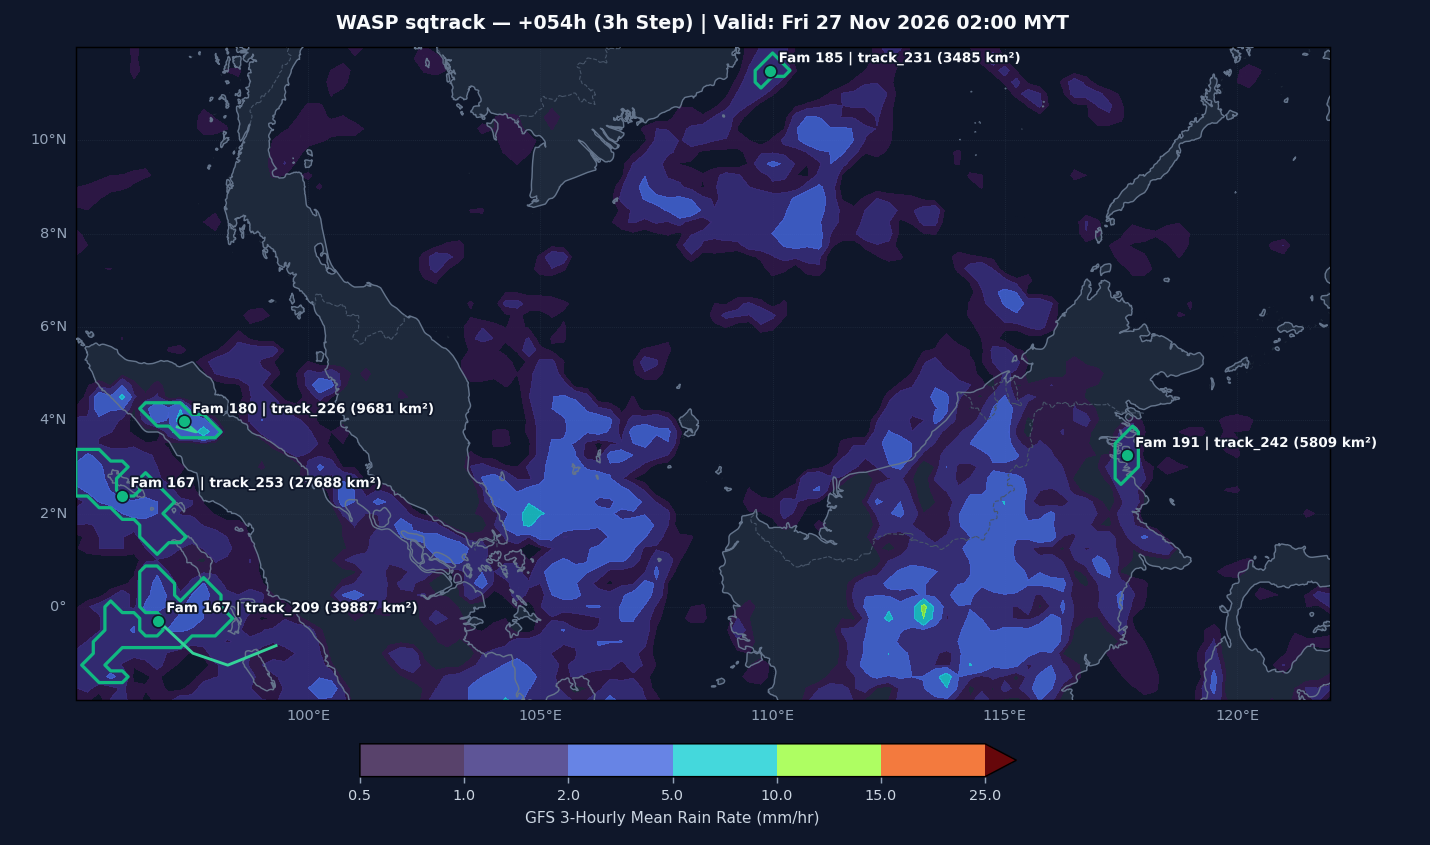 WASP sqtrack — +054h (3h Step) | Valid: Fri 27 Nov 2026 02:00 MYT
Fam 185 | track_231 (3485 km²)
10°N
8°N
6°N
4°N
2°N
0°
Fam 180 | track_226 (9681 km²)
Fam 191 | track_242 (5809 km²)
Fam 167 | track_253 (27688 km²)
Fam 167 | track_209 (39887 km²)
100°E 105°E 110°E 115°E 120°E
0.5 1.0 2.0 5.0 10.0 15.0 25.0
GFS 3-Hourly Mean Rain Rate (mm/hr)